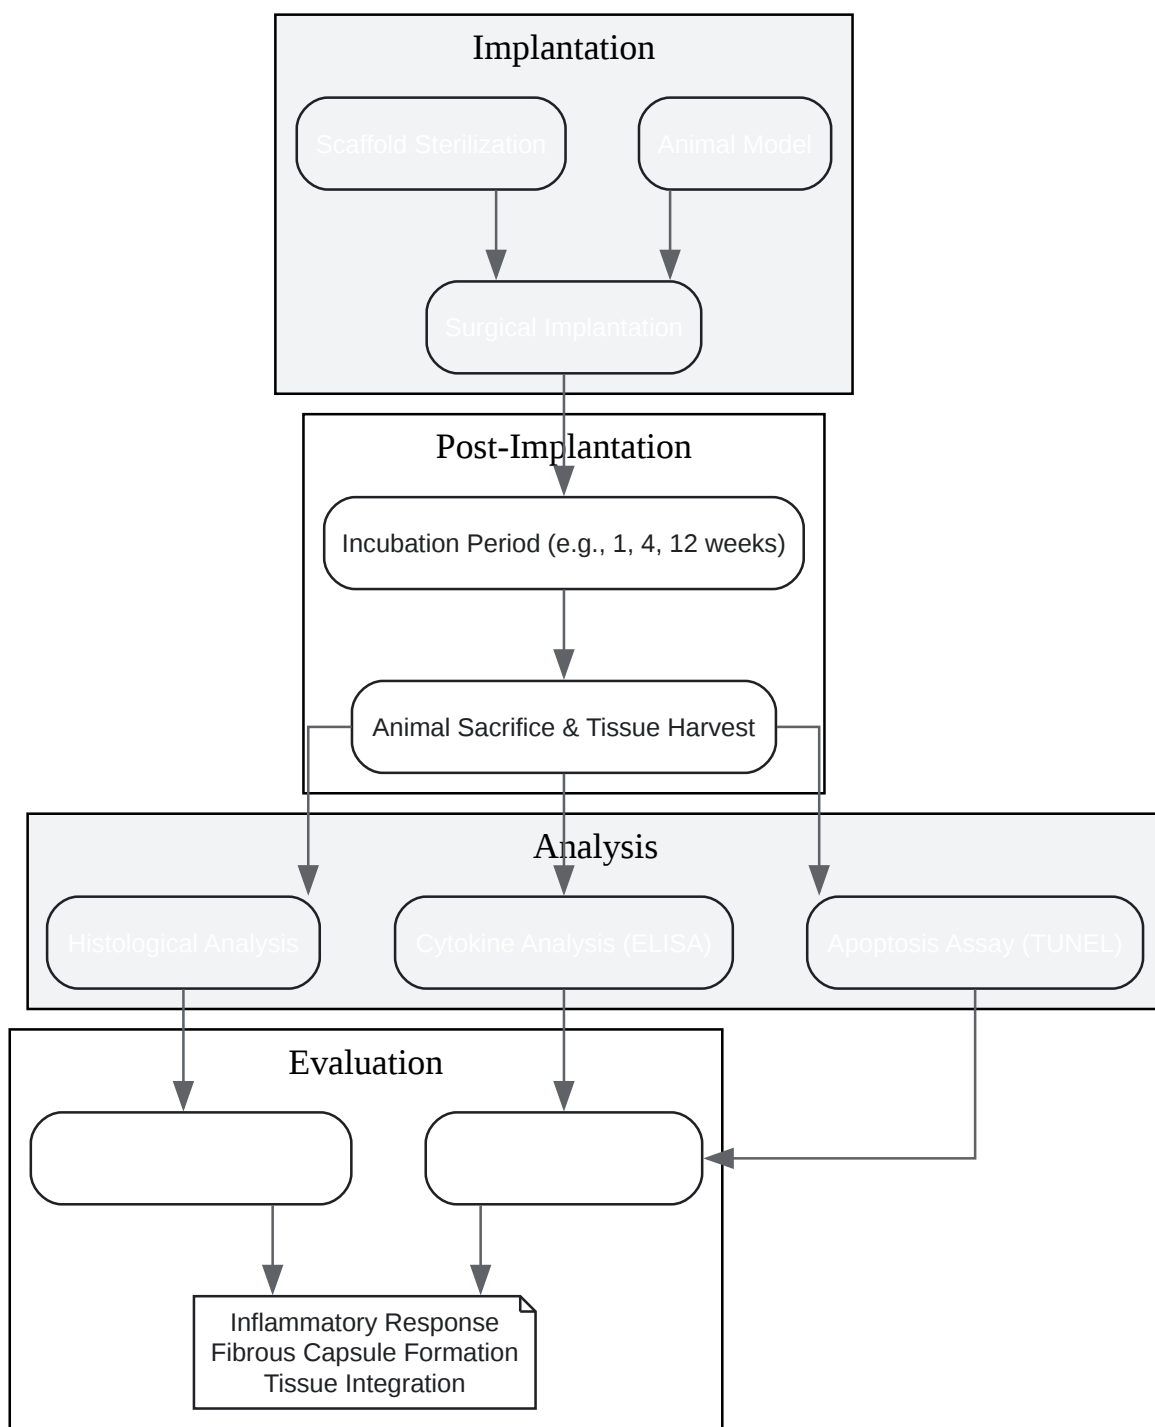 Implantation
Scaffold Sterilization
Animal Model
Surgical Implantation
Post-Implantation
Incubation Period (e.g., 1, 4, 12 weeks)
Animal Sacrifice & Tissue Harvest
Analysis
Histological Analysis
Cytokine Analysis (ELISA)
Apoptosis Assay (TUNEL)
Evaluation
Inflammatory Response
Fibrous Capsule Formation
Tissue Integration